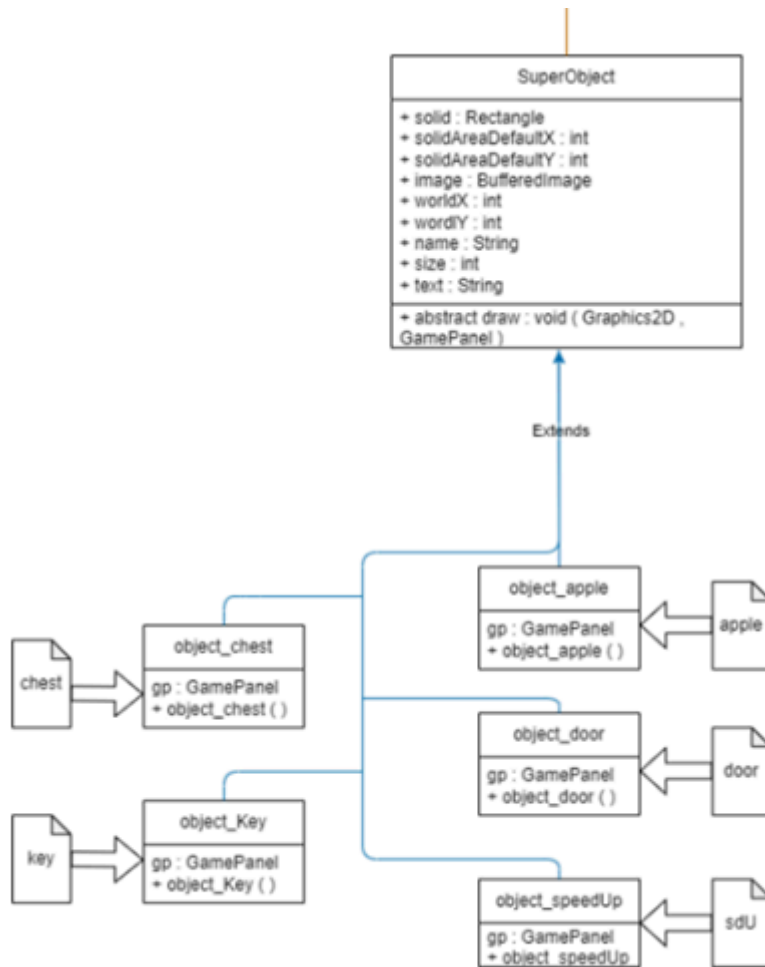 SuperObject
+ solid : Rectangle
+ solidAreaDefaultX : int
+ solidAreaDefaultY : int
+ image : BufferedImage
+ worldX : int
+ wordlY : int
+ name : String
+ size : int
+ text : String
+ abstract draw : void ( Graphics2D ,
GamePanel )
Extends
object_apple
gp : GamePanel
+ object_apple ( )
apple
object_chest
gp : GamePanel
+ object_chest ( )
chest
object_door
gp : GamePanel
+ object_door ( )
door
object_Key
gp : GamePanel
+ object_Key ( )
key
object_speedUp
gp : GamePanel
+ object_speedUp
sdU